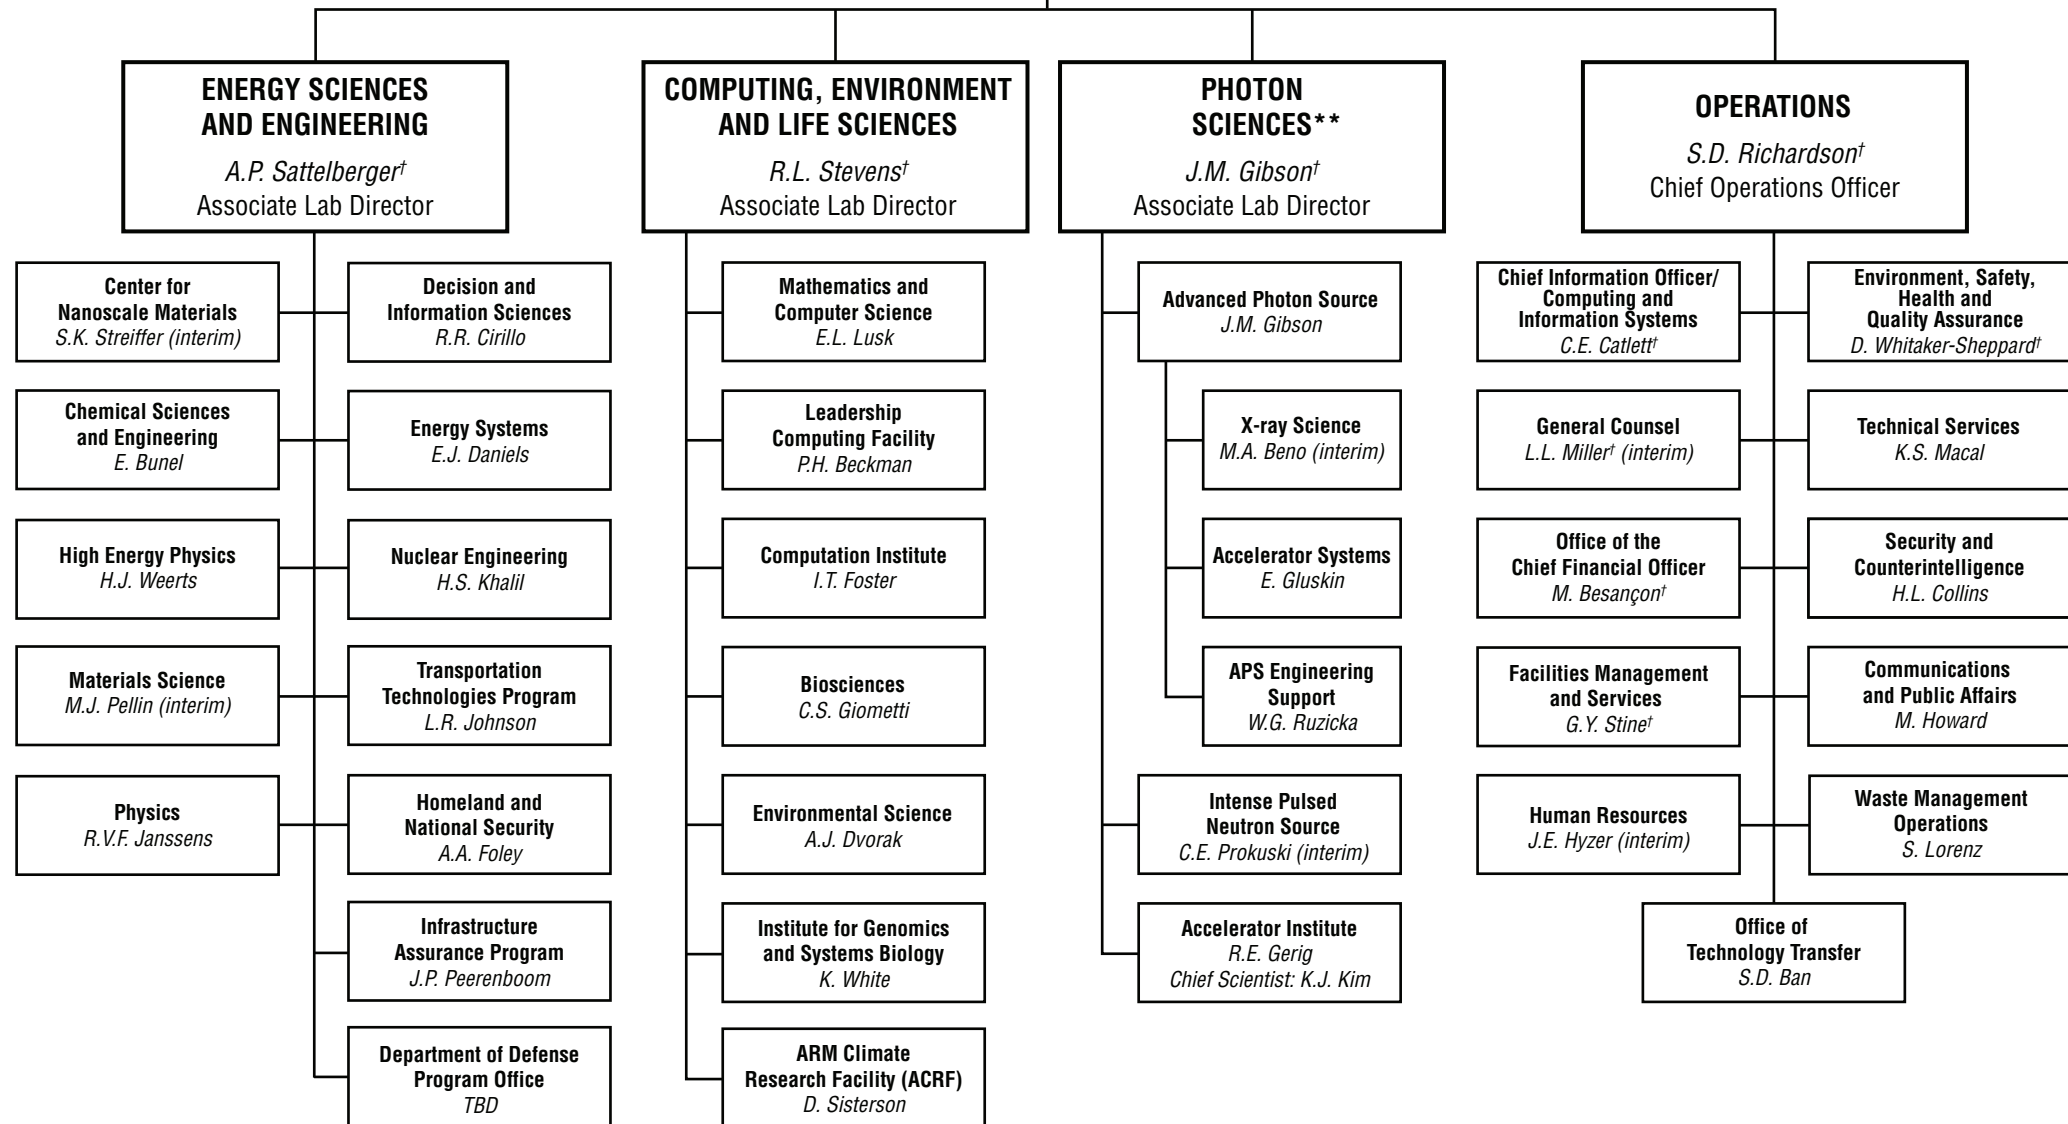 ENERGY SCIENCES
AND ENGINEERING
A.P. Sattelberger†
Associate Lab Director
COMPUTING, ENVIRONMENT
AND LIFE SCIENCES
R.L. Stevens†
Associate Lab Director
PHOTON
SCIENCES**
J.M. Gibson†
Associate Lab Director
OPERATIONS
S.D. Richardson†
Chief Operations Officer
Center for
Nanoscale Materials
S.K. Streiffer (interim)
Chemical Sciences
and Engineering
E. Bunel
High Energy Physics
H.J. Weerts
Materials Science
M.J. Pellin (interim)
Physics
R.V.F. Janssens
Decision and
Information Sciences
R.R. Cirillo
Energy Systems
E.J. Daniels
Nuclear Engineering
H.S. Khalil
Transportation
Technologies Program
L.R. Johnson
Homeland and
National Security
A.A. Foley
Infrastructure
Assurance Program
J.P. Peerenboom
Department of Defense
Program Office
TBD
Mathematics and
Computer Science
E.L. Lusk
Leadership
Computing Facility
P.H. Beckman
Computation Institute
I.T. Foster
Biosciences
C.S. Giometti
Environmental Science
A.J. Dvorak
Institute for Genomics
and Systems Biology
K. White
ARM Climate
Research Facility (ACRF)
D. Sisterson
Advanced Photon Source
J.M. Gibson
X-ray Science
M.A. Beno (interim)
Accelerator Systems
E. Gluskin
APS Engineering
Support
W.G. Ruzicka
Intense Pulsed
Neutron Source
C.E. Prokuski (interim)
Accelerator Institute
R.E. Gerig
Chief Scientist: K.J. Kim
Chief Information Officer/
Computing and
Information Systems
C.E. Catlett†
General Counsel
L.L. Miller† (interim)
Office of the
Chief Financial Officer
M. Besançon†
Facilities Management
and Services
G.Y. Stine†
Human Resources
J.E. Hyzer (interim)
Environment, Safety,
Health and
Quality Assurance
D. Whitaker-Sheppard†
Technical Services
K.S. Macal
Security and
Counterintelligence
H.L. Collins
Communications
and Public Affairs
M. Howard
Waste Management
Operations
S. Lorenz
Office of
Technology Transfer
S.D. Ban